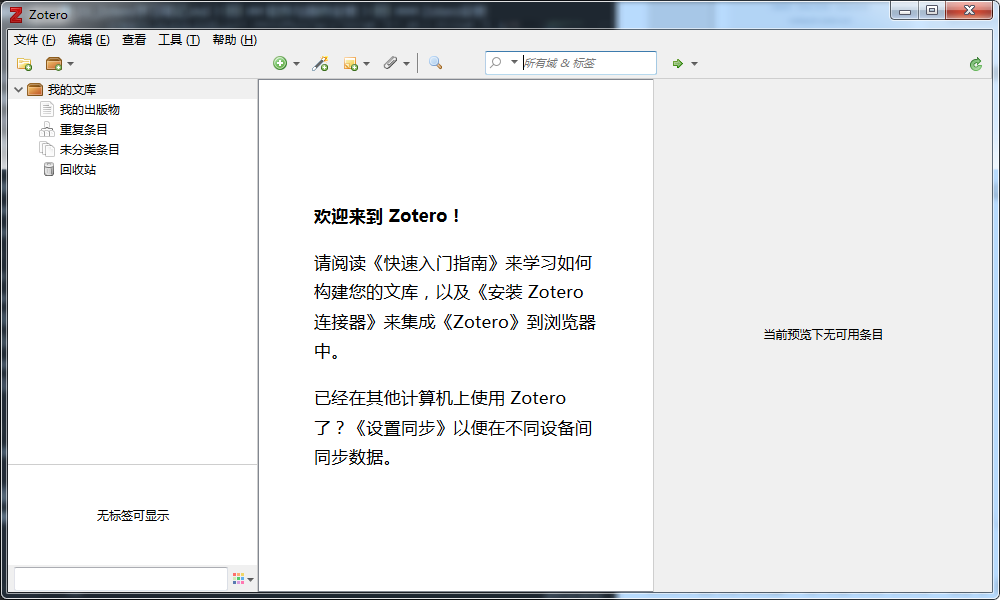 Zotero
文件 (F) 编辑 (E) 查看 工具 (T) 帮助 (H)
所有域 & 标签
我的文库
我的出版物
重复条目
未分类条目
回收站
欢迎来到 Zotero！
请阅读《快速入门指南》来学习如何
构建您的文库，以及《安装 Zotero
连接器》来集成《Zotero》到浏览器
中。
已经在其他计算机上使用 Zotero
了？《设置同步》以便在不同设备间
同步数据。
当前预览下无可用条目
无标签可显示